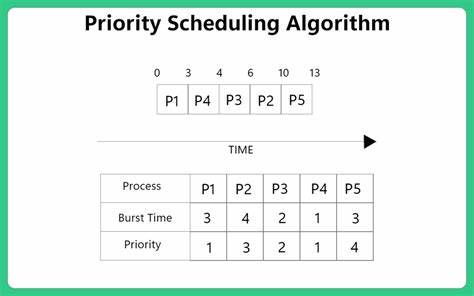 Priority Scheduling Algorithm
0 3 4 6 10 13
P1 P4 P3 P2 P5
TIME
Process P1 P2 P3 P4 P5
Burst Time 3 4 2 1 3
Priority 1 3 2 1 4